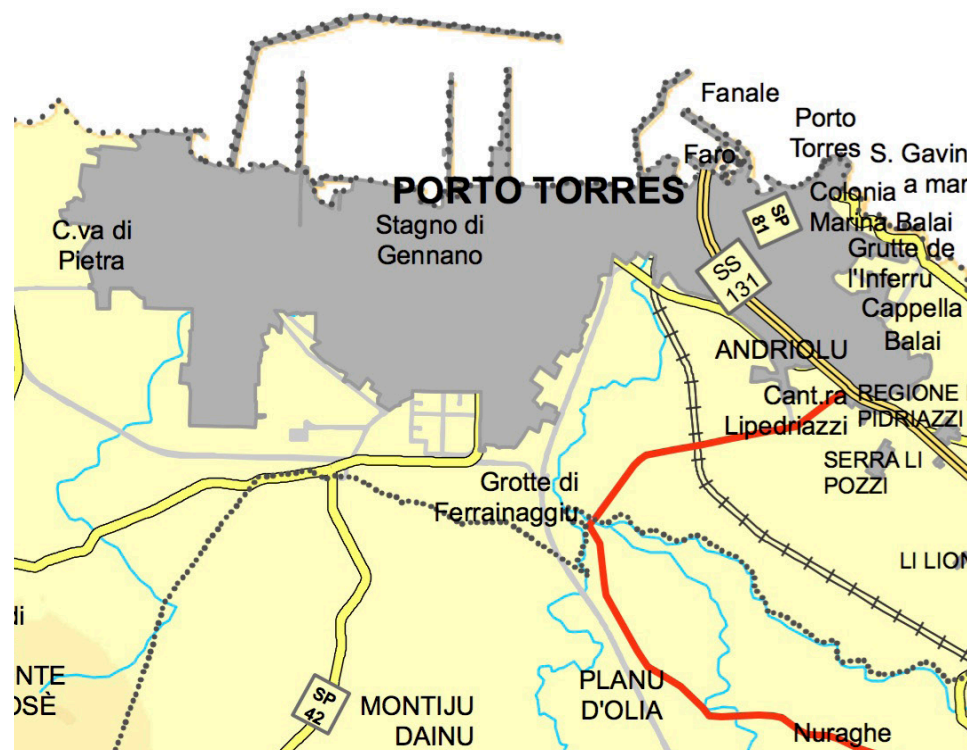 Fanale
Porto
Torres
S. Gavin
a mar
Faro
PORTO TORRES
Colonia
Marina Balai
SP
81
C.va di
Pietra
Stagno di
Gennano
Grutte de
l'Inferru
SS
131
Cappella
Balai
ANDRIOLU
Cant.ra
Lipedriazzi
REGIONE
PIDRIAZZI
SERRA LI
POZZI
Grotte di
Ferrainaggiu
LI LION
di
NTE
OSÈ
SP
42
MONTIJU
DAINU
PLANU
D'OLIA
Nuraghe